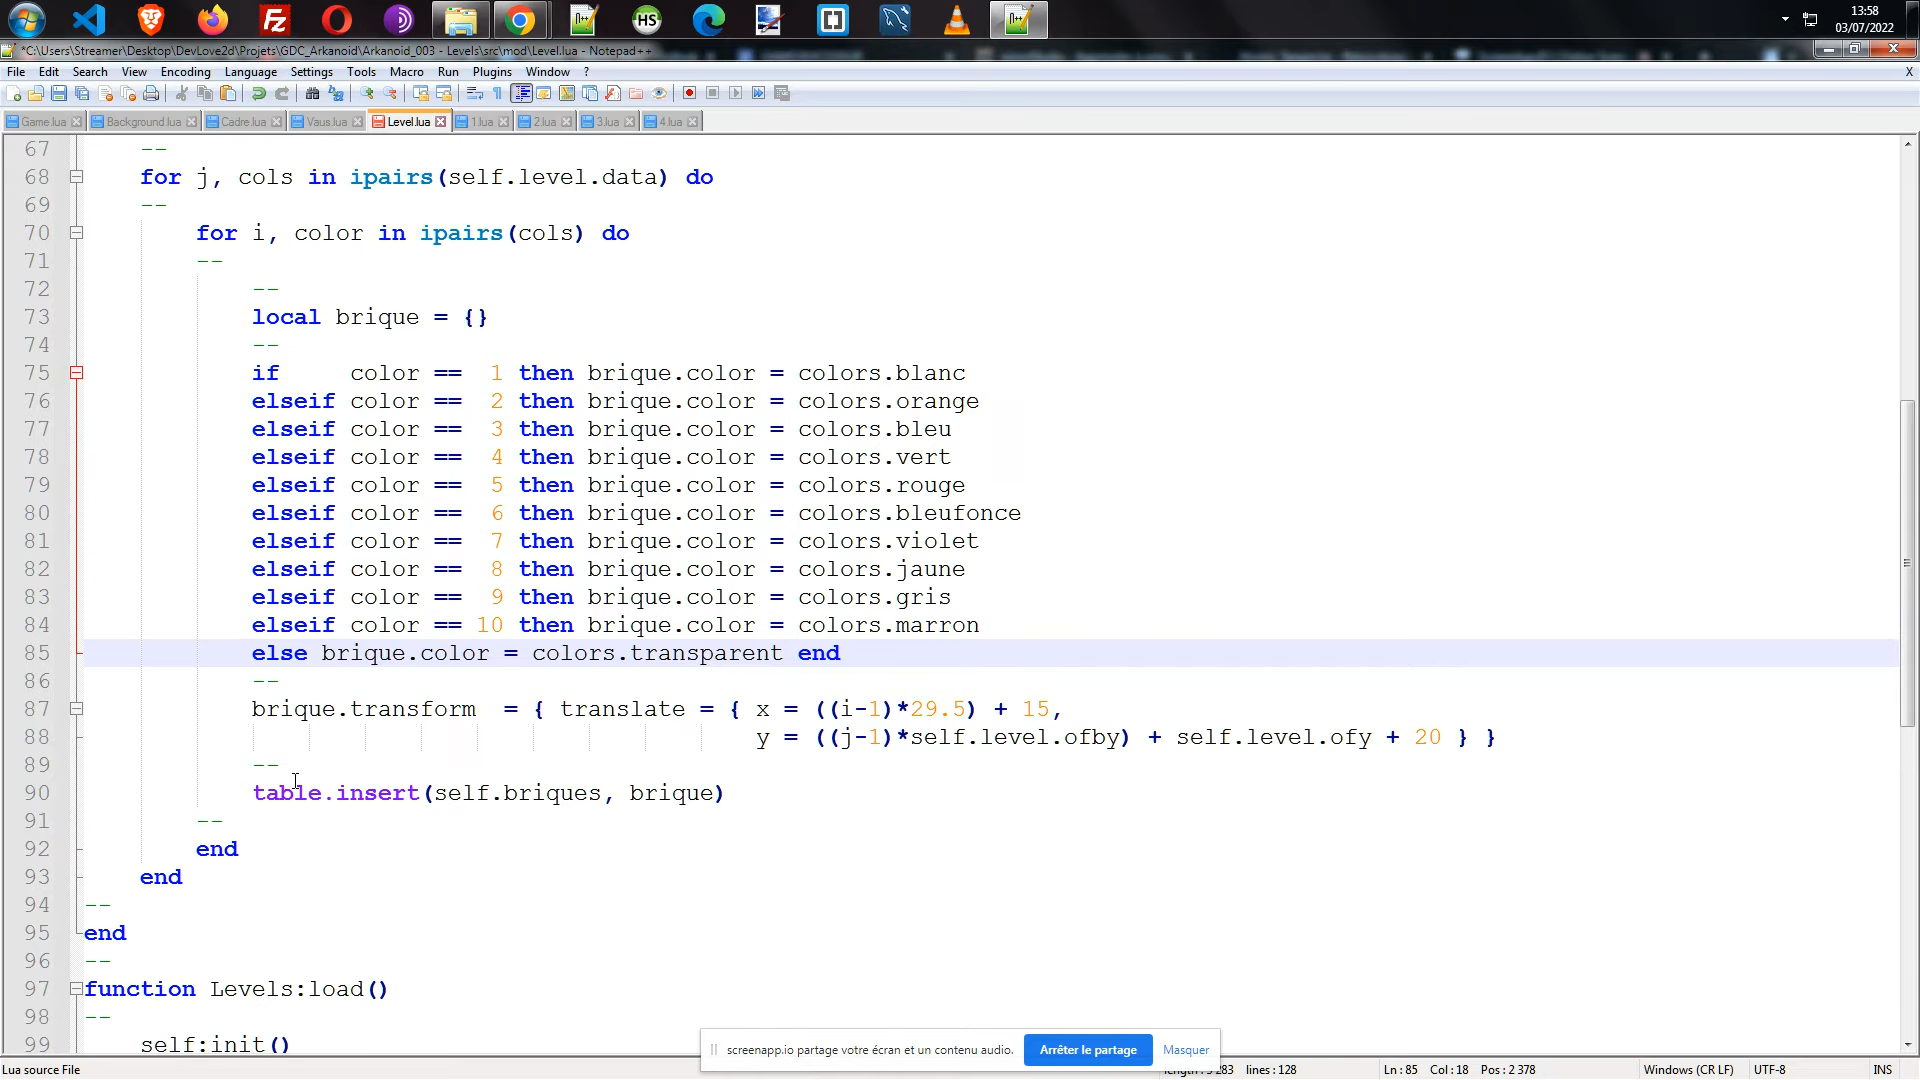 13:58
03/07/2022
*C:\Users\Streamer\Desktop\DevLove2d\Projets\GDC_Arkanoid\Arkanoid_003 - Levels\src\mod\Level.lua - Notepad++
File Edit Search View Encoding Language Settings Tools Macro Run Plugins Window ? X
Game.lua Background.lua Cadre.lua Vaus.lua Level.lua 1.lua 2.lua 3.lua 4.lua
67 --
68 for j, cols in ipairs(self.level.data) do
69 --
70 for i, color in ipairs(cols) do
71 --
72 --
73 local brique = {}
74 --
75 if color == 1 then brique.color = colors.blanc
76 elseif color == 2 then brique.color = colors.orange
77 elseif color == 3 then brique.color = colors.bleu
78 elseif color == 4 then brique.color = colors.vert
79 elseif color == 5 then brique.color = colors.rouge
80 elseif color == 6 then brique.color = colors.bleufonce
81 elseif color == 7 then brique.color = colors.violet
82 elseif color == 8 then brique.color = colors.jaune
83 elseif color == 9 then brique.color = colors.gris
84 elseif color == 10 then brique.color = colors.marron
85 else brique.color = colors.transparent end
86 --
87 brique.transform = { translate = { x = ((i-1)*29.5) + 15,
88 y = ((j-1)*self.level.ofby) + self.level.ofy + 20 } }
89 --
90 table.insert(self.briques, brique)
91 --
92 end
93 end
94 --
95 end
96 --
97 function Levels:load()
98 --
99 self:init()
screenapp.io partage votre écran et un contenu audio. Arrêter le partage Masquer
Lua source File lines : 128 Ln : 85 Col : 18 Pos : 2 378 Windows (CR LF) UTF-8 INS